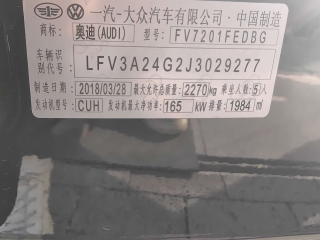 一汽-大众汽车有限公司·中国制造
商标: 奥迪(AUDI) 型号: FV7201FEDBG
车辆识别代号: LFV3A24G2J3029277
制造日期: 2018/03/28 最大允许总质量: 2270kg 乘坐人数: 5人
发动机型号: CUH 发动机最大净功率: 165 kW 排量: 1984 ml